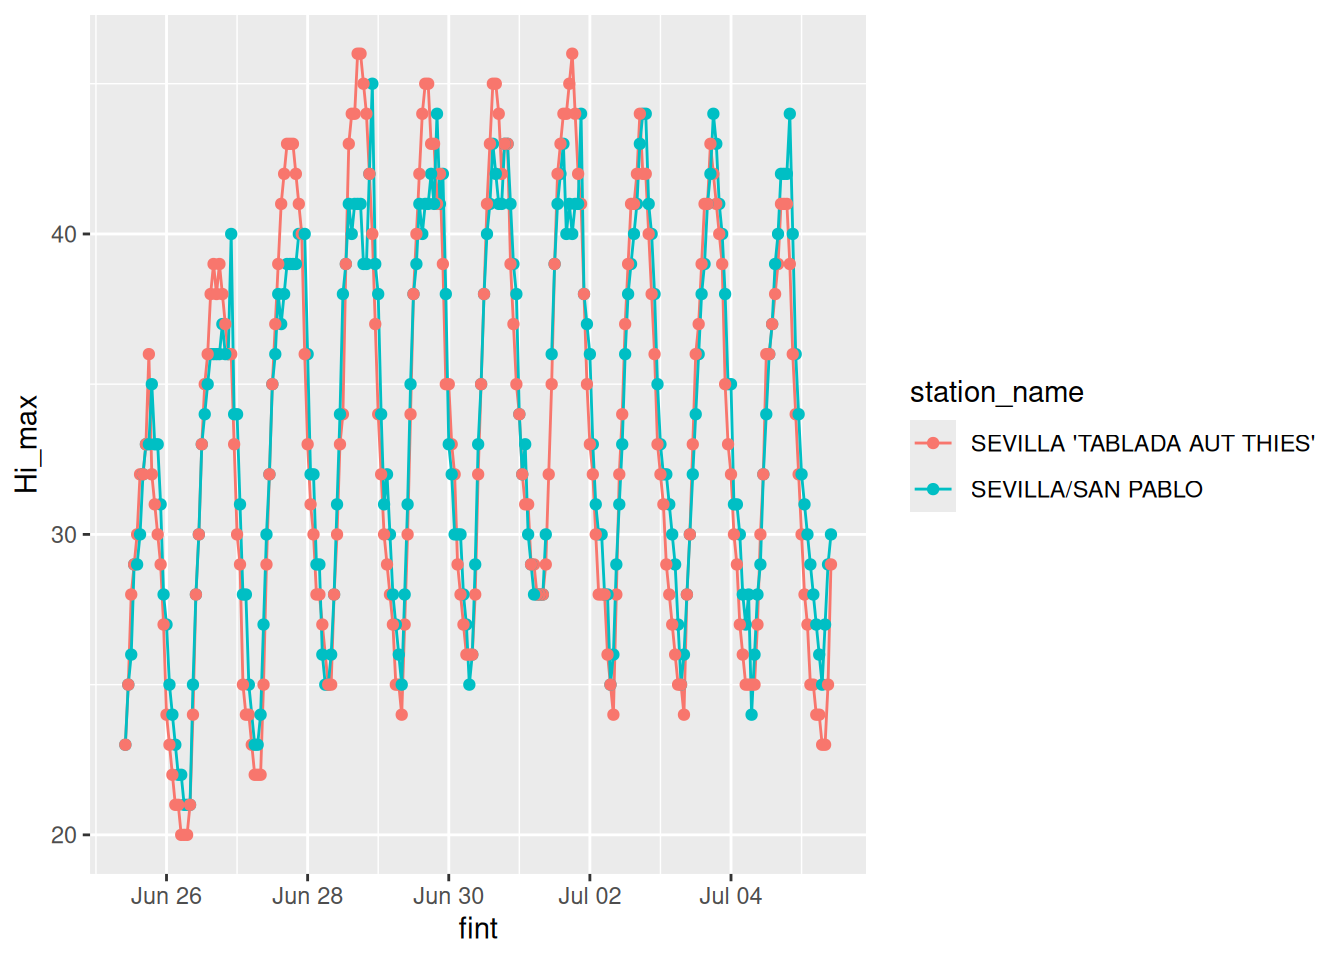 Hi_max
40
30
20
Jun 26
Jun 28
Jun 30
Jul 02
Jul 04
fint
station_name
SEVILLA 'TABLADA AUT THIES'
SEVILLA/SAN PABLO